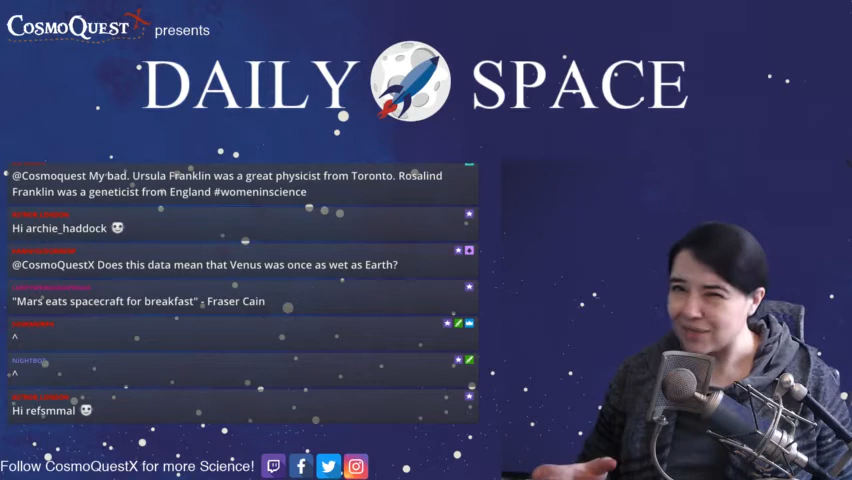 CosmoQuestX presents
DAILY SPACE
@Cosmoquest My bad. Ursula Franklin was a great physicist from Toronto. Rosalind
Franklin was a geneticist from England #womeninscience
Hi archie_haddock
@CosmoQuestX Does this data mean that Venus was once as wet as Earth?
"Mars eats spacecraft for breakfast" - Fraser Cain
^
NIGHTBOT
^
Hi refsmmal
Follow CosmoQuestX for more Science!